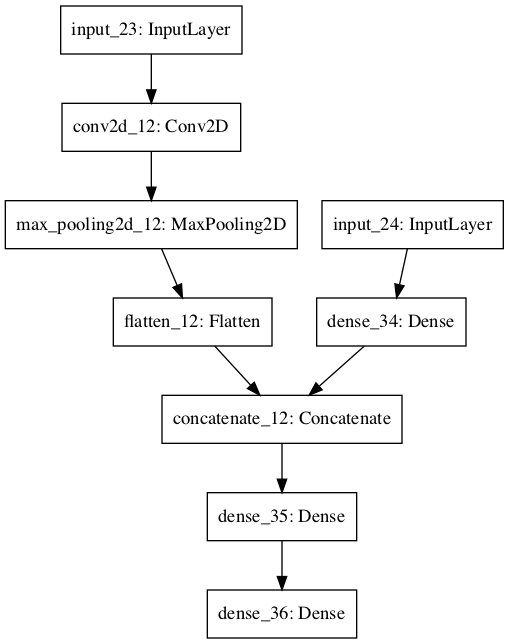 input_23: InputLayer
conv2d_12: Conv2D
max_pooling2d_12: MaxPooling2D
input_24: InputLayer
flatten_12: Flatten
dense_34: Dense
concatenate_12: Concatenate
dense_35: Dense
dense_36: Dense